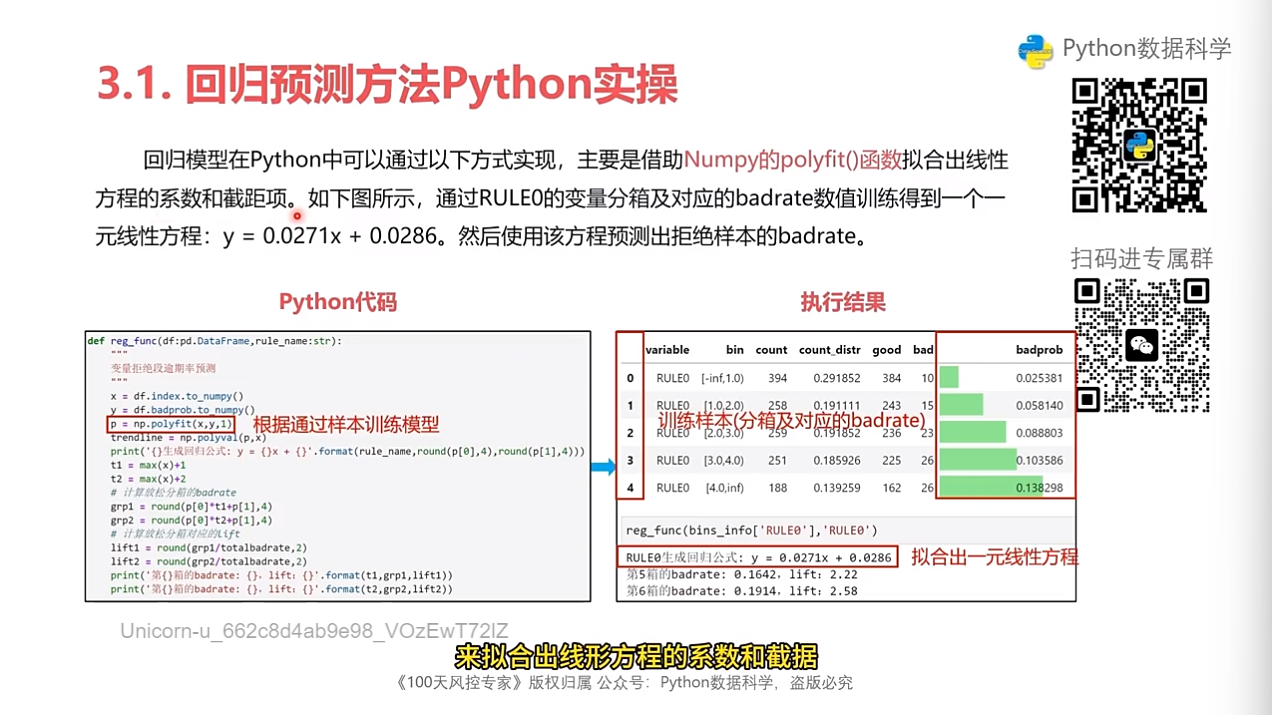 Python数据科学
3.1. 回归预测方法Python实操
回归模型在Python中可以通过以下方式实现，主要是借助Numpy的polyfit()函数拟合出线性
方程的系数和截距项。如下图所示，通过RULE0的变量分箱及对应的badrate数值训练得到一个一
元线性方程：y = 0.0271x + 0.0286。然后使用该方程预测出拒绝样本的badrate。
扫码进专属群
Python代码
执行结果
def reg_func(df:pd.DataFrame,rule_name:str):
"""
变量拒绝段逾期率预测
"""
x = df.index.to_numpy()
y = df.badprob.to_numpy()
p = np.polyfit(x,y,1) 根据通过样本训练模型
trendline = np.polyval(p,x)
print('{}生成回归公式: y = {}x + {}'.format(rule_name,round(p[0],4),round(p[1],4)))
t1 = max(x)+1
t2 = max(x)+2
# 计算放松分箱的badrate
grp1 = round(p[0]*t1+p[1],4)
grp2 = round(p[0]*t2+p[1],4)
# 计算放松分箱对应的lift
lift1 = round(grp1/totalbadrate,2)
lift2 = round(grp2/totalbadrate,2)
print('第{}箱的badrate: {}, lift: {}'.format(t1,grp1,lift1))
print('第{}箱的badrate: {}, lift: {}'.format(t2,grp2,lift2))
variable bin count count_distr good bad badprob
0 RULE0 [-inf,1.0) 394 0.291852 384 10 0.025381
1 RULE0 [1.0,2.0) 258 0.191111 243 15 0.058140
训练样本(分箱及对应的badrate)
2 RULE0 [2.0,3.0) 259 0.191852 236 23 0.088803
3 RULE0 [3.0,4.0) 251 0.185926 225 26 0.103586
4 RULE0 [4.0,inf) 188 0.139259 162 26 0.138298
reg_func(bins_info['RULE0'],'RULE0')
RULE0生成回归公式: y = 0.0271x + 0.0286 拟合出一元线性方程
第5箱的badrate: 0.1642, lift: 2.22
第6箱的badrate: 0.1914, lift: 2.58
Unicorn-u_662c8d4ab9e98_VOzEwT72IZ
来拟合出线形方程的系数和截据
《100天风控专家》版权归属 公众号：Python数据科学，盗版必究